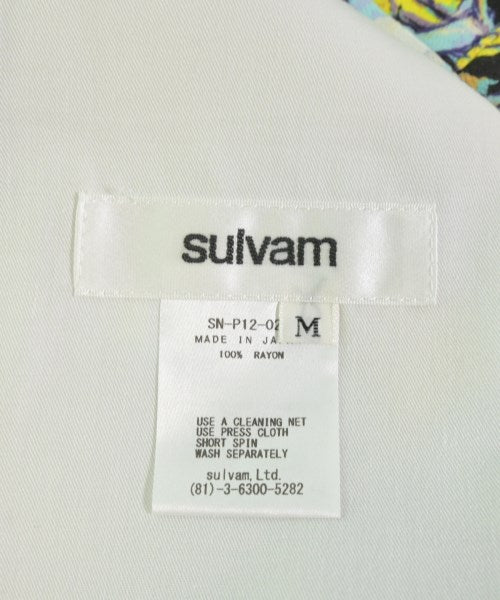 sulvam
M
SN-P12-02
MADE IN
100% RAYON
USE A CLEANING NET
USE PRESS CLOTH
SHORT SPIN
WASH SEPARATELY
sulvam,Ltd.
(81)-3-6300-5282